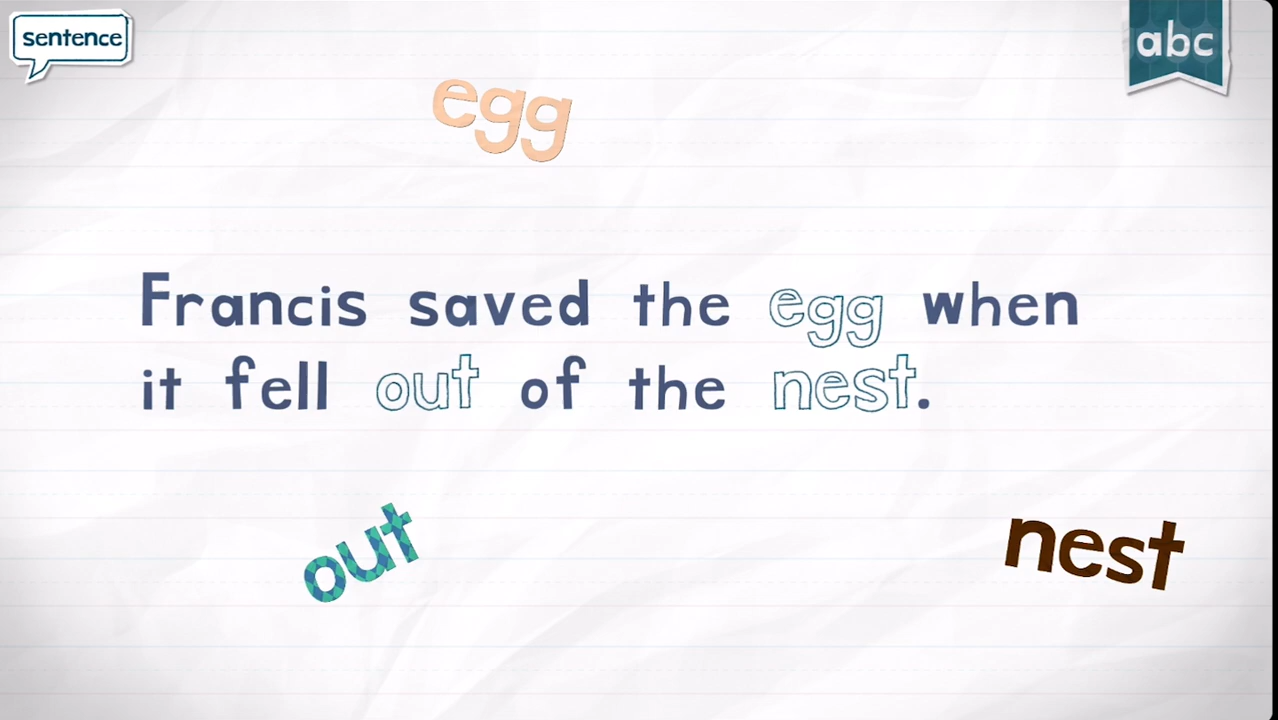 sentence
abc
egg
Francis saved the egg when
it fell out of the nest.
out
nest